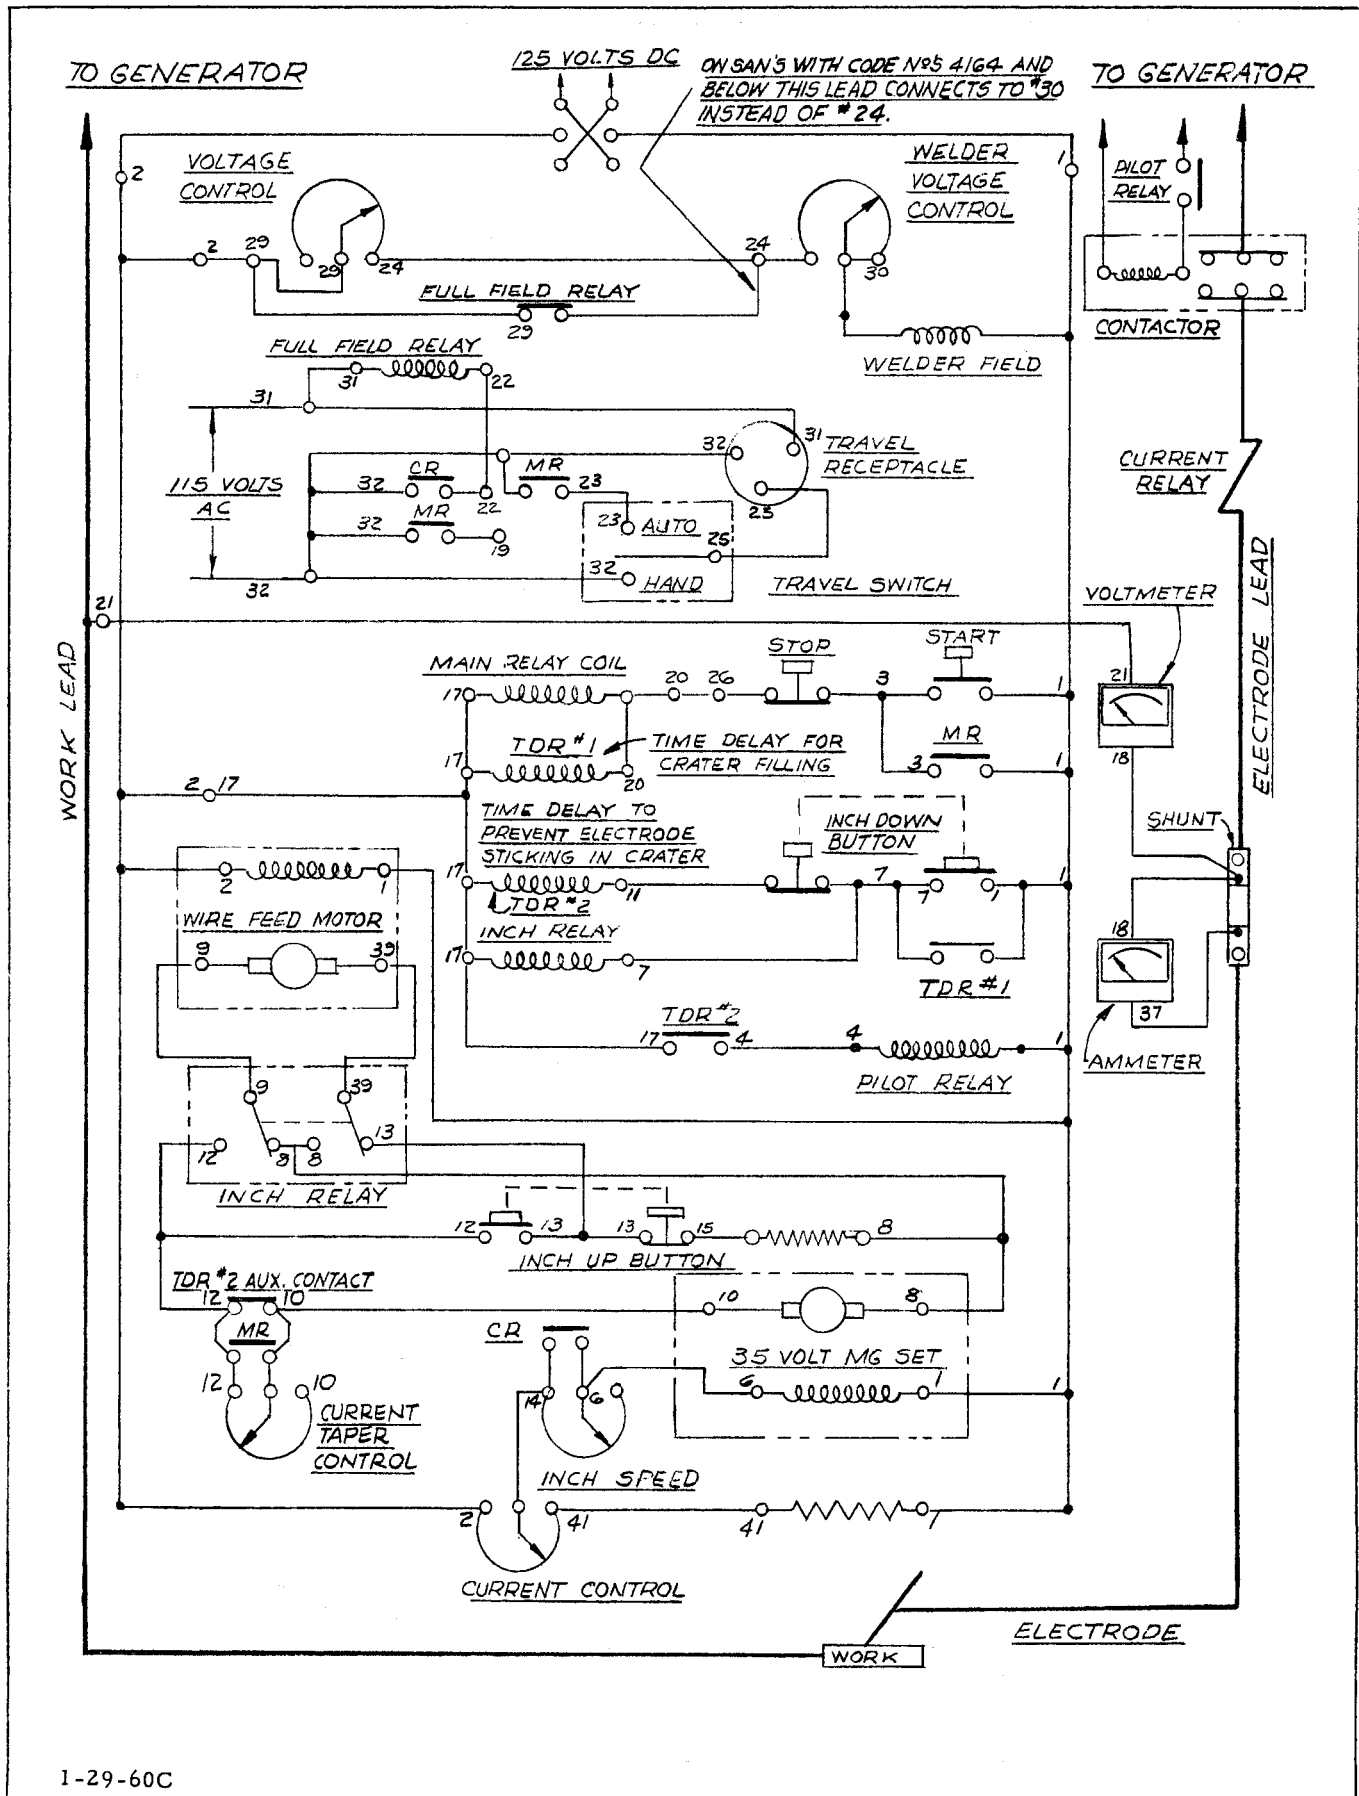 TO GENERATOR
125 VOLTS DC
ON SAN'S WITH CODE Nº5 4164 AND
BELOW THIS LEAD CONNECTS TO #30
INSTEAD OF #24.
TO GENERATOR
2
VOLTAGE
CONTROL
WELDER
VOLTAGE
CONTROL
1
PILOT
RELAY
2
29
29
24
24
30
FULL FIELD RELAY
29
CONTACTOR
FULL FIELD RELAY
31
22
WELDER FIELD
31
32
31
TRAVEL
RECEPTACLE
CURRENT
RELAY
115 VOLTS
AC
32
CR
22
MR
23
25
32
MR
19
23
AUTO
25
32
HAND
32
TRAVEL SWITCH
VOLTMETER
ELECTRODE LEAD
21
WORK LEAD
MAIN RELAY COIL
STOP
START
17
20
26
3
1
21
TDR #1
TIME DELAY FOR
CRATER FILLING
MR
17
20
3
1
18
2
17
TIME DELAY TO
PREVENT ELECTRODE
STICKING IN CRATER
INCH DOWN
BUTTON
SHUNT
2
1
17
11
7
7
1
1
TDR #2
WIRE FEED MOTOR
INCH RELAY
18
9
39
17
7
TDR #1
TDR #2
17
4
4
1
37
PILOT RELAY
AMMETER
9
39
12
8
8
13
INCH RELAY
12
13
13
15
8
INCH UP BUTTON
TDR #2 AUX. CONTACT
12
10
10
8
MR
CR
35 VOLT MG SET
12
10
14
6
6
1
1
CURRENT
TAPER
CONTROL
INCH SPEED
2
41
41
1
CURRENT CONTROL
ELECTRODE
WORK
1-29-60C